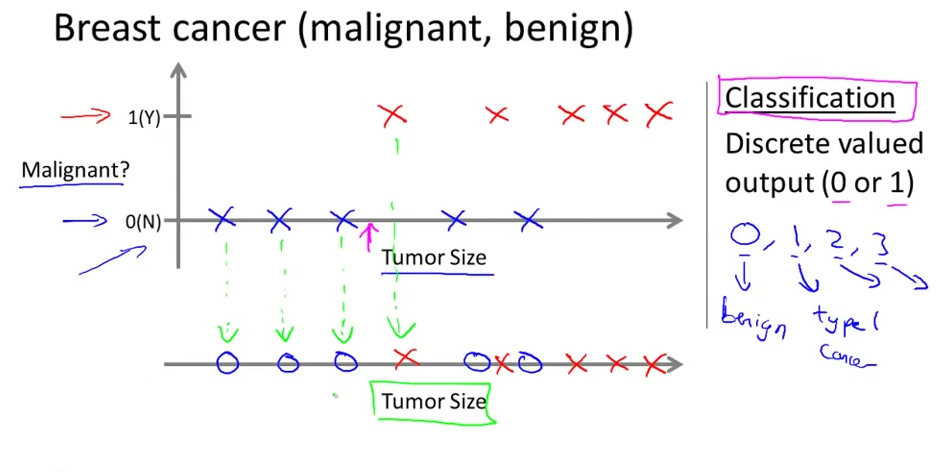 Breast cancer (malignant, benign)
1(Y)
Malignant?
0(N)
Tumor Size
Tumor Size
Classification
Discrete valued
output (0 or 1)
0, 1, 2, 3
benign
type 1
cancer